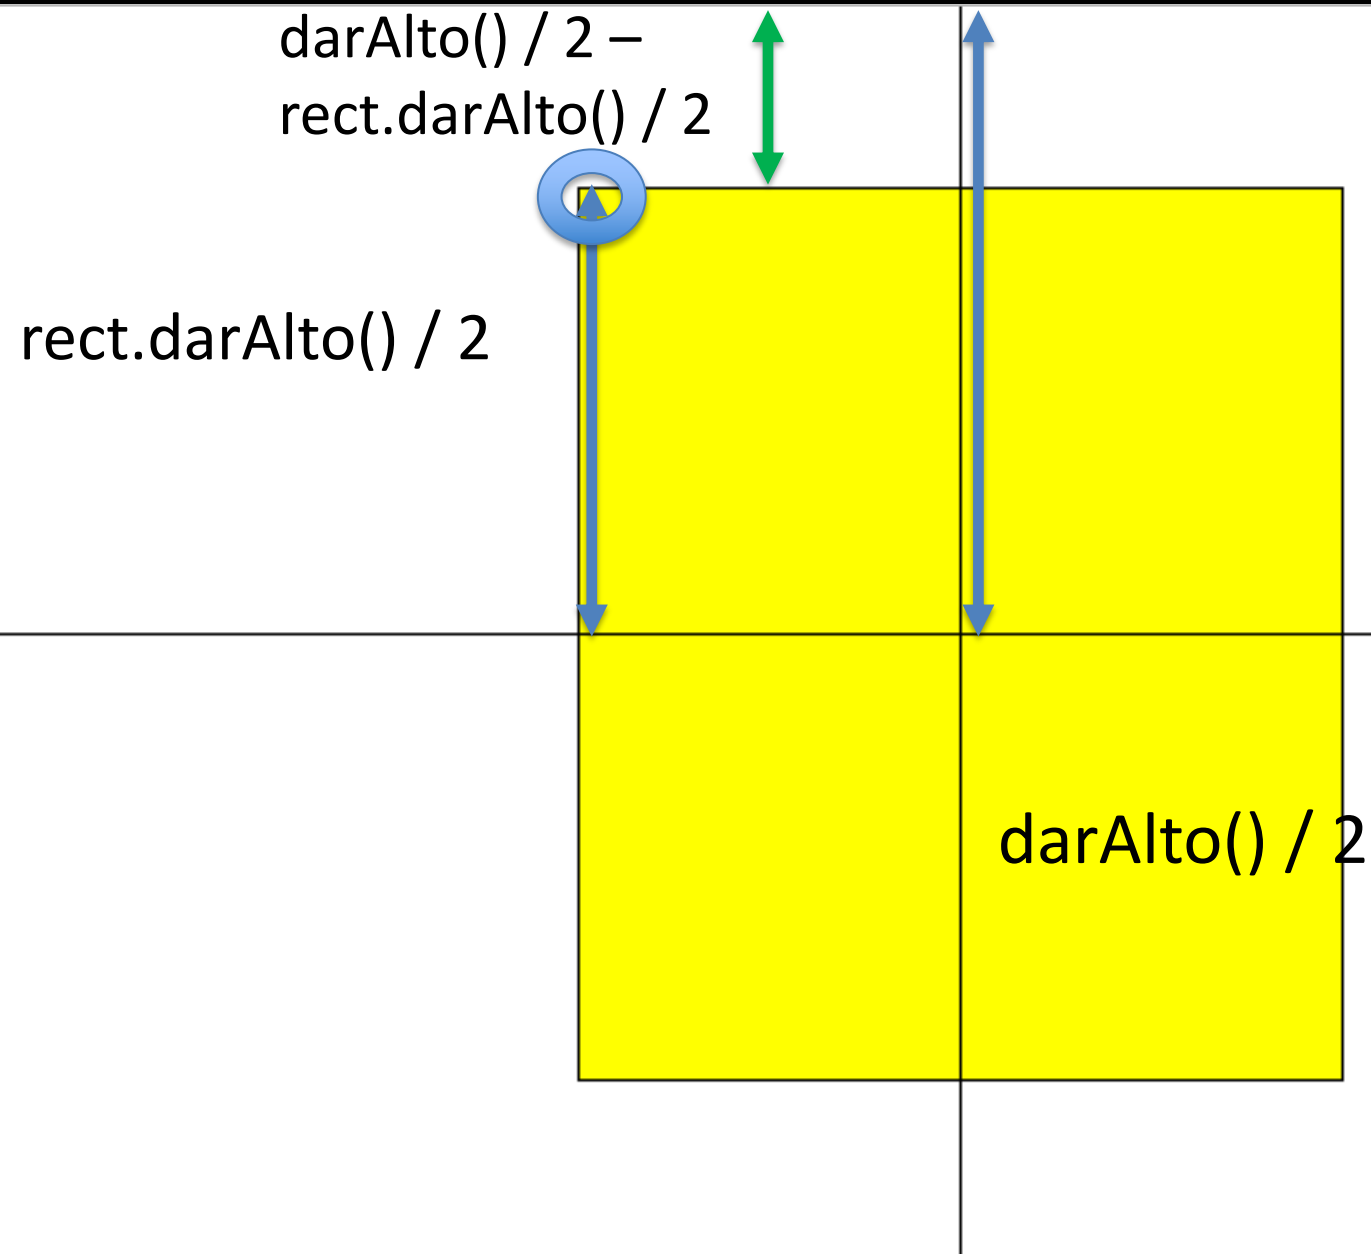 darAlto() / 2 –
rect.darAlto() / 2
rect.darAlto() / 2
darAlto() / 2